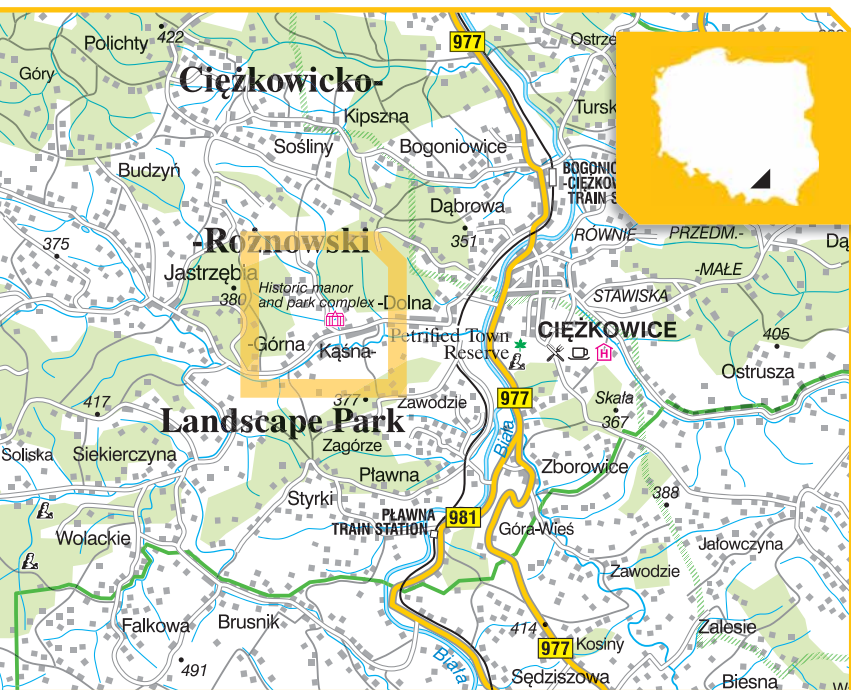 977
Ostrze
422
Polichty
Góry
Ciężkowicko-
Kipszna
Tursk
Sośliny
Bogoniowice
Budzyń
BOGONIC
-CIĘŻKOW
TRAIN S
Dąbrowa
351
RÓWNIE
PRZEDM.-
Dą
-Rożnowski
375
Jastrzębia
380
-MAŁE
Historic manor
and park complex
-Dolna
STAWISKA
CIĘŻKOWICE
Petrified Town
Reserve
H
405
-Górna
Kąsna-
Ostrusza
377
Zawodzie
977
Skała
367
417
Landscape Park
Biała
Zagórze
Soliska
Siekierczyna
Pławna
Zborowice
Styrki
388
PŁAWNA
TRAIN STATION
981
Góra-Wieś
Wolackie
Jałowczyna
Zawodzie
Falkowa
Brusnik
414
Zalesie
977
Kosiny
491
Biała
Sędziszowa
Biesna
W